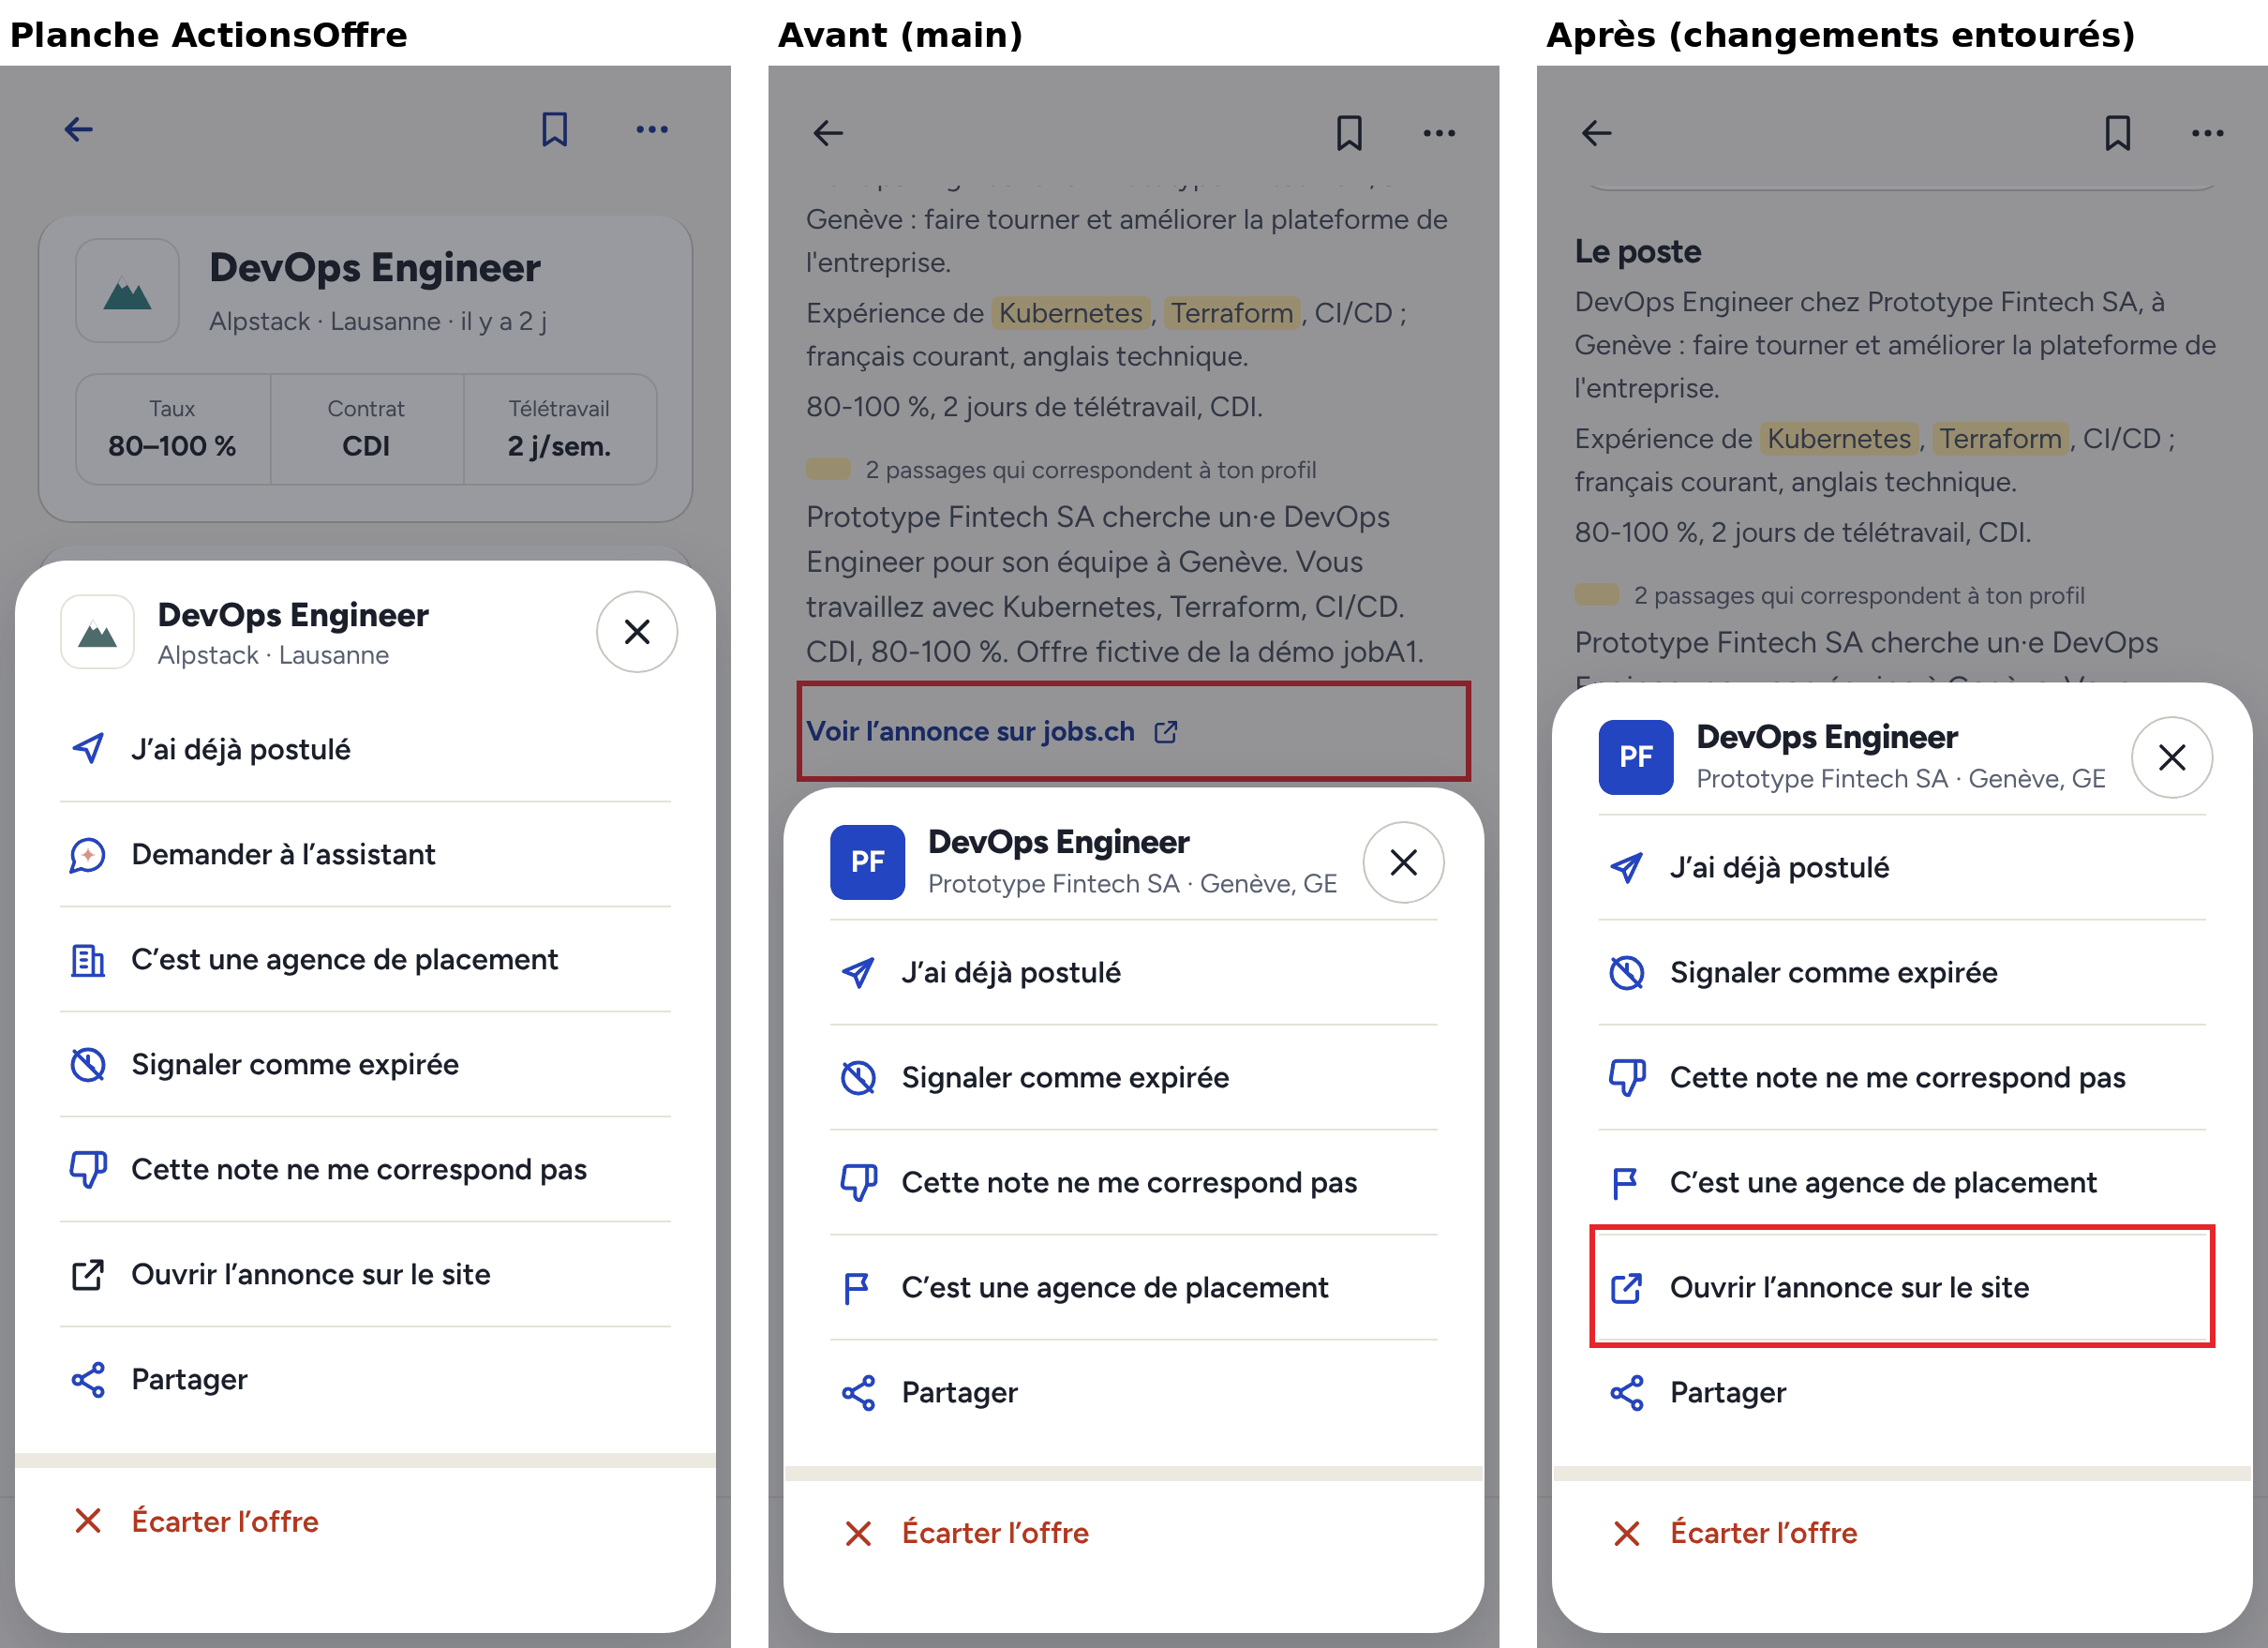 Planche ActionsOffre
DevOps Engineer
Alpstack · Lausanne · il y a 2 j
Taux
80–100 %
Contrat
CDI
Télétravail
2 j/sem.
DevOps Engineer
Alpstack · Lausanne
J’ai déjà postulé
Demander à l’assistant
C’est une agence de placement
Signaler comme expirée
Cette note ne me correspond pas
Ouvrir l’annonce sur le site
Partager
Écarter l’offre
Avant (main)
Genève : faire tourner et améliorer la plateforme de
l'entreprise.
Expérience de Kubernetes, Terraform, CI/CD ;
français courant, anglais technique.
80-100 %, 2 jours de télétravail, CDI.
2 passages qui correspondent à ton profil
Prototype Fintech SA cherche un·e DevOps
Engineer pour son équipe à Genève. Vous
travaillez avec Kubernetes, Terraform, CI/CD.
CDI, 80-100 %. Offre fictive de la démo jobA1.
Voir l’annonce sur jobs.ch
PF
DevOps Engineer
Prototype Fintech SA · Genève, GE
J’ai déjà postulé
Signaler comme expirée
Cette note ne me correspond pas
C’est une agence de placement
Partager
Écarter l’offre
Après (changements entourés)
Le poste
DevOps Engineer chez Prototype Fintech SA, à
Genève : faire tourner et améliorer la plateforme de
l'entreprise.
Expérience de Kubernetes, Terraform, CI/CD ;
français courant, anglais technique.
80-100 %, 2 jours de télétravail, CDI.
2 passages qui correspondent à ton profil
Prototype Fintech SA cherche un·e DevOps
PF
DevOps Engineer
Prototype Fintech SA · Genève, GE
J’ai déjà postulé
Signaler comme expirée
Cette note ne me correspond pas
C’est une agence de placement
Ouvrir l’annonce sur le site
Partager
Écarter l’offre